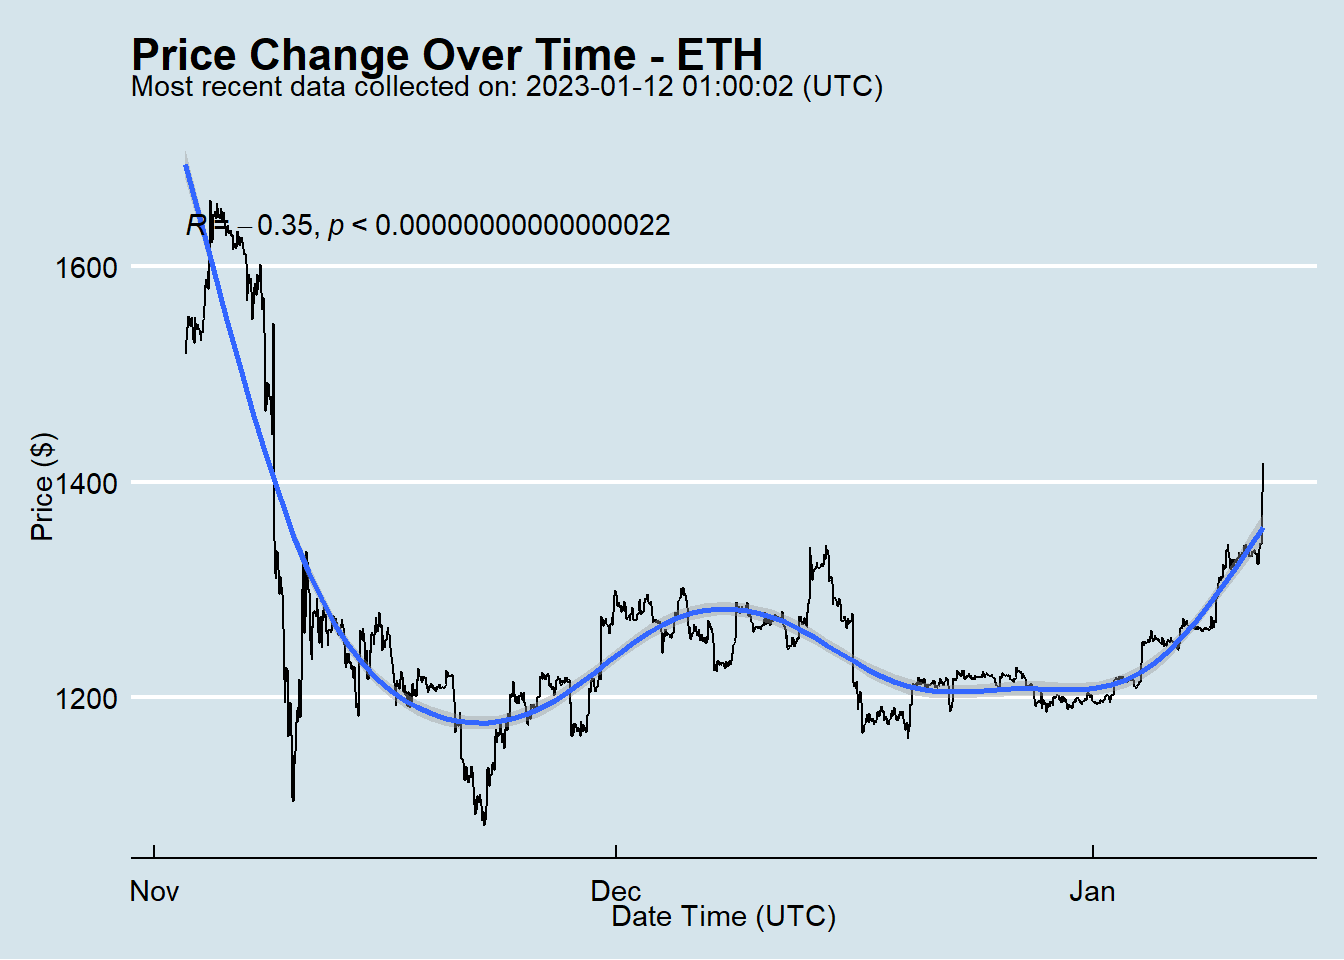 Price Change Over Time - ETH
Most recent data collected on: 2023-01-12 01:00:02 (UTC)
R = −0.35, p < 0.00000000000000022
1600
1400
1200
Price ($)
Nov
Dec
Jan
Date Time (UTC)